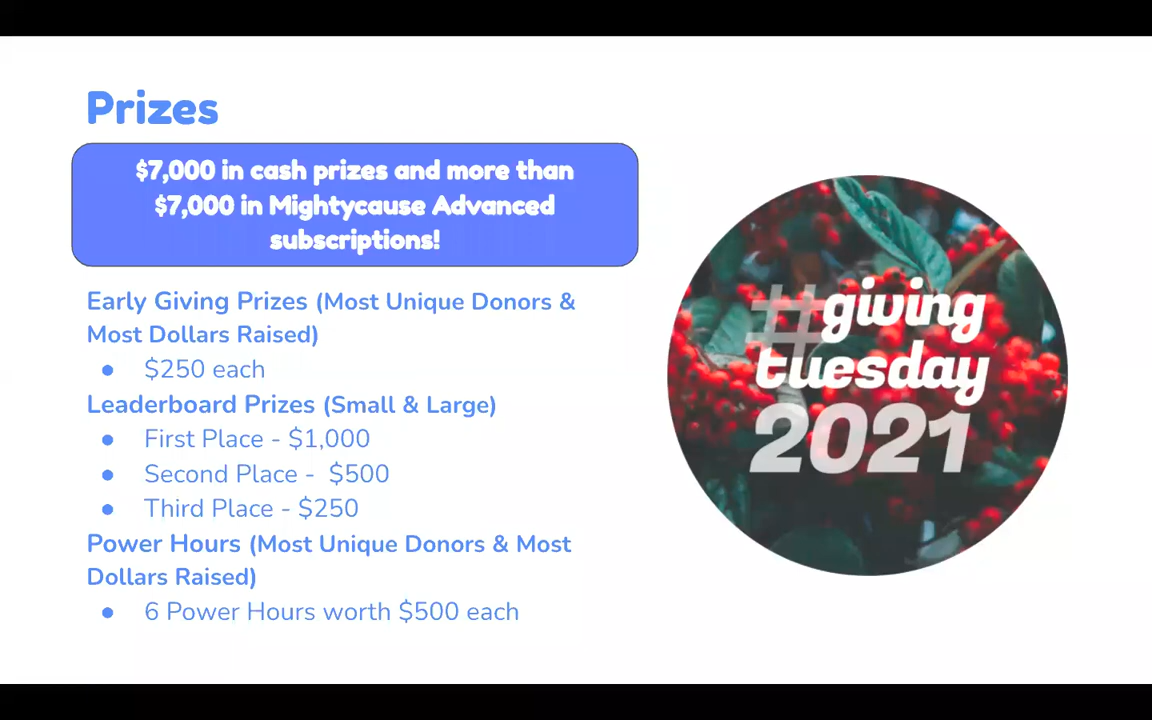 Prizes
$7,000 in cash prizes and more than
$7,000 in Mightycause Advanced
subscriptions!
Early Giving Prizes (Most Unique Donors &
Most Dollars Raised)
● $250 each
Leaderboard Prizes (Small & Large)
● First Place - $1,000
● Second Place -  $500
● Third Place - $250
Power Hours (Most Unique Donors & Most
Dollars Raised)
● 6 Power Hours worth $500 each
#giving
tuesday
2021